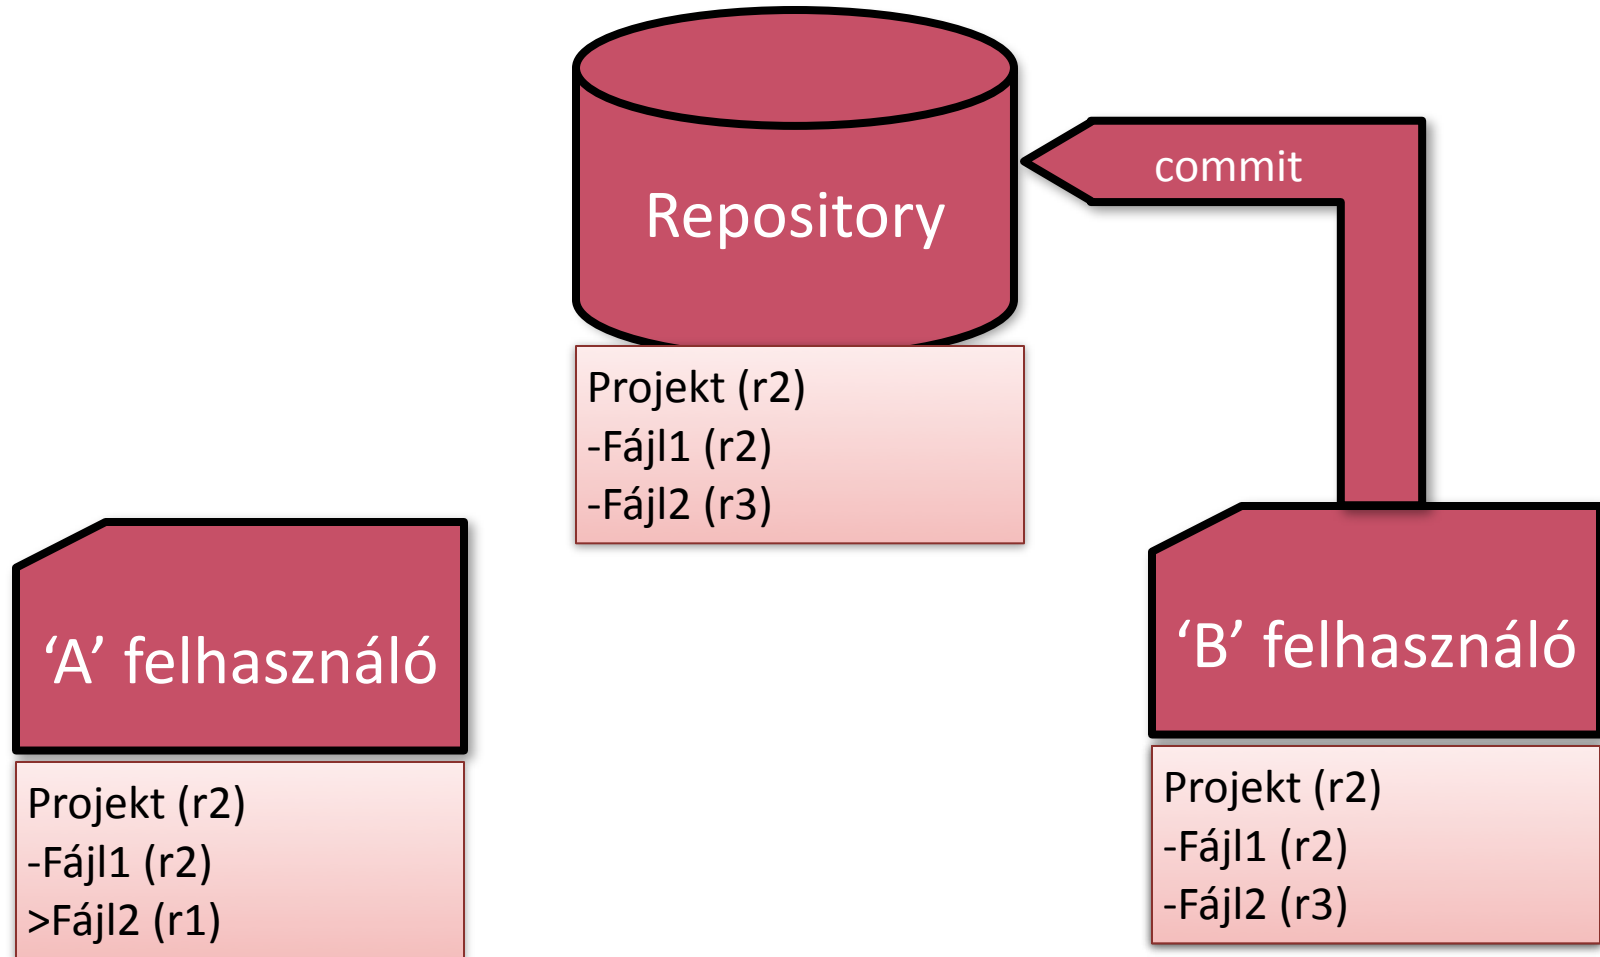 Repository
commit
Projekt (r2)
-Fájl1 (r2)
-Fájl2 (r3)
‘A’ felhasználó
Projekt (r2)
-Fájl1 (r2)
>Fájl2 (r1)
‘B’ felhasználó
Projekt (r2)
-Fájl1 (r2)
-Fájl2 (r3)